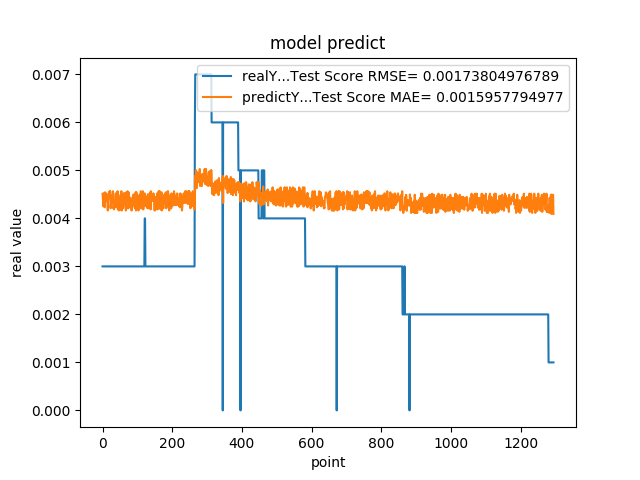 model predict
realY...Test Score RMSE= 0.00173804976789
predictY...Test Score MAE= 0.0015957794977
0.007
0.006
0.005
0.004
0.003
0.002
0.001
0.000
real value
0 200 400 600 800 1000 1200
point